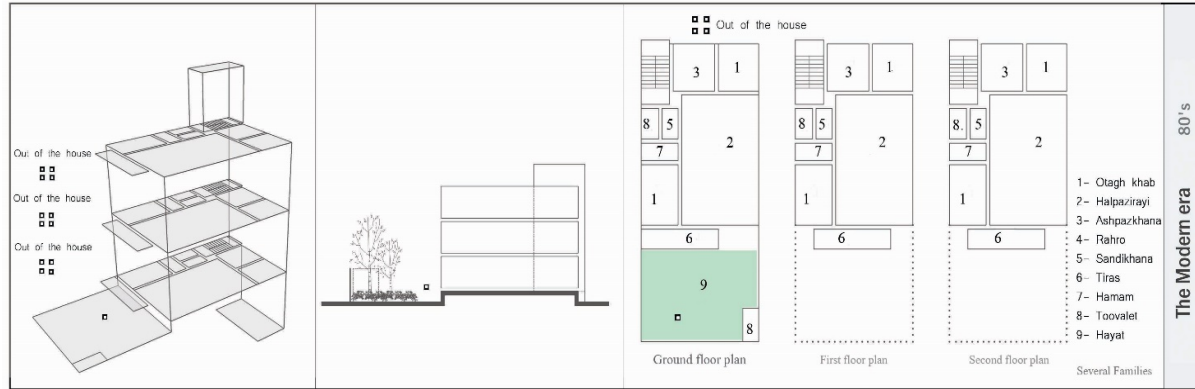 Out of the house
Out of the house
Out of the house
Out of the house
3
1
8
5
2
7
1
6
9
8
Ground floor plan
3
1
8
5
2
7
1
6
First floor plan
3
1
8.
5
2
7
1
6
Second floor plan
1- Otagh khab
2- Halpazirayi
3- Ashpazkhana
4- Rahro
5- Sandikhana
6- Tiras
7- Hamam
8- Toovalet
9- Hayat
Several Families
The Modern era 80's